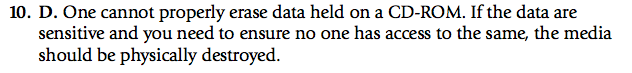 10. D. One cannot properly erase data held on a CD-ROM. If the data are
sensitive and you need to ensure no one has access to the same, the media
should be physically destroyed.